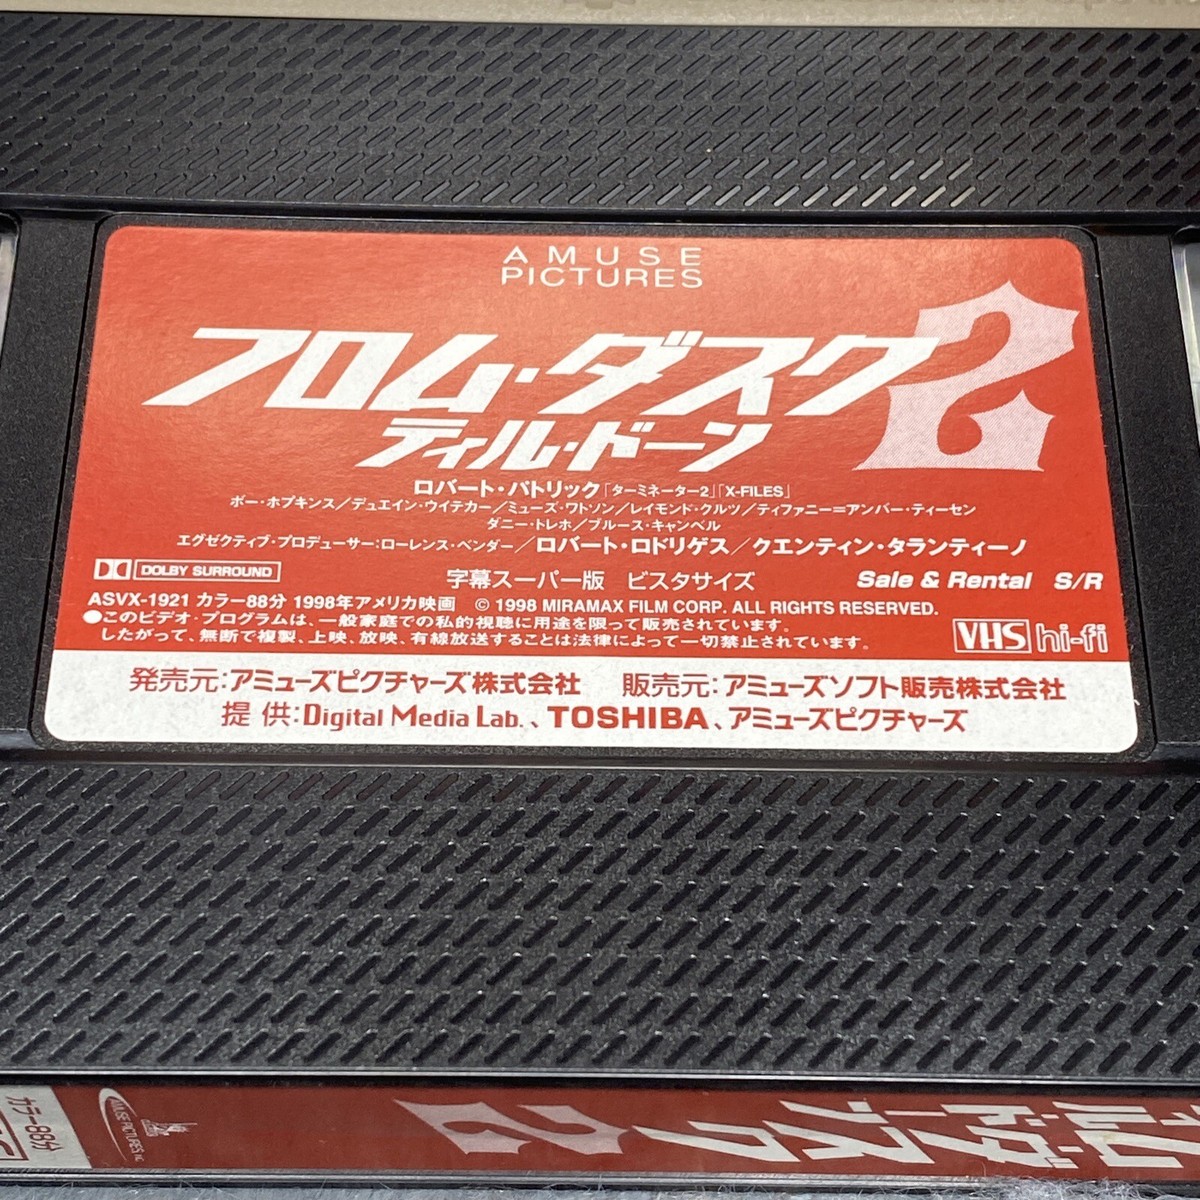 AMUSE
PICTURES
フロム・ダスク2
ティル・ドーン
ロバート・パトリック「ターミネーター2」「X-FILES」
ボー・ホプキンス／デュエイン・ウイテカー／ミューズ・ワトソン／レイモンド・クルツ／ティファニー＝アンバー・ティーセン
ダニー・トレホ／ブルース・キャンベル
エグゼクティブ・プロデューサー：ローレンス・ベンダー／ロバート・ロドリゲス／クエンティン・タランティーノ
DOLBY SURROUND 字幕スーパー版 ビスタサイズ Sale & Rental S/R
ASVX-1921 カラー88分 1998年アメリカ映画 © 1998 MIRAMAX FILM CORP. ALL RIGHTS RESERVED.
●このビデオ・プログラムは、一般家庭での私的視聴に用途を限って販売されています。
したがって、無断で複製、上映、放映、有線放送することは法律によって一切禁止されています。
VHS hi-fi
発売元：アミューズピクチャーズ株式会社 販売元：アミューズソフト販売株式会社
提 供：Digital Media Lab.、TOSHIBA、アミューズピクチャーズ
カラー88分
AMUSE PICTURES
2